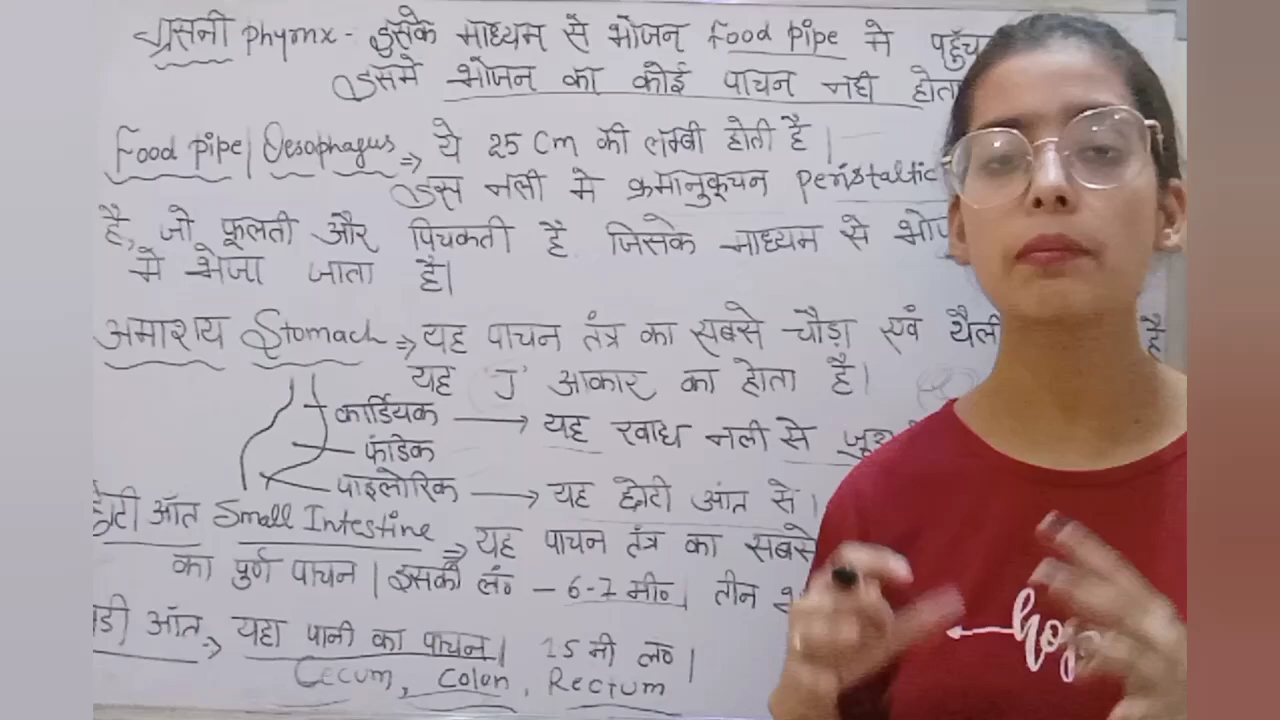 ग्रसनी Phyrnx - इसके माध्यम से भोजन food pipe मे पहुँच
इसमे भोजन का कोई पाचन नही होता
Food pipe | Oesophagus ⇒ ये 25 Cm की लम्बी होती है |
इस नली मे क्रमानुकूचन Peristaltic
है, जो फूलती और पिचकती है. जिसके माध्यम से भोज
मे भेजा जाता है।
अमाशय Stomach ⇒ यह पाचन तंत्र का सबसे चौड़ा एवं थैली है
यह 'J' आकार का होता है।
कार्डियक → यह खाद्य नली से
फंडिक
पाइलोरिक → यह छोटी आंत से।
छोटी ऑत Small Intestine ⇒ यह पाचन तंत्र का सबसे
का पुर्ण पाचन | इसकी लं० - 6-7 मी० | तीन
बडी ऑत ⇒ यहा पानी का पाचन | 1.5 मी लं० |
Cecum, Colon, Rectum